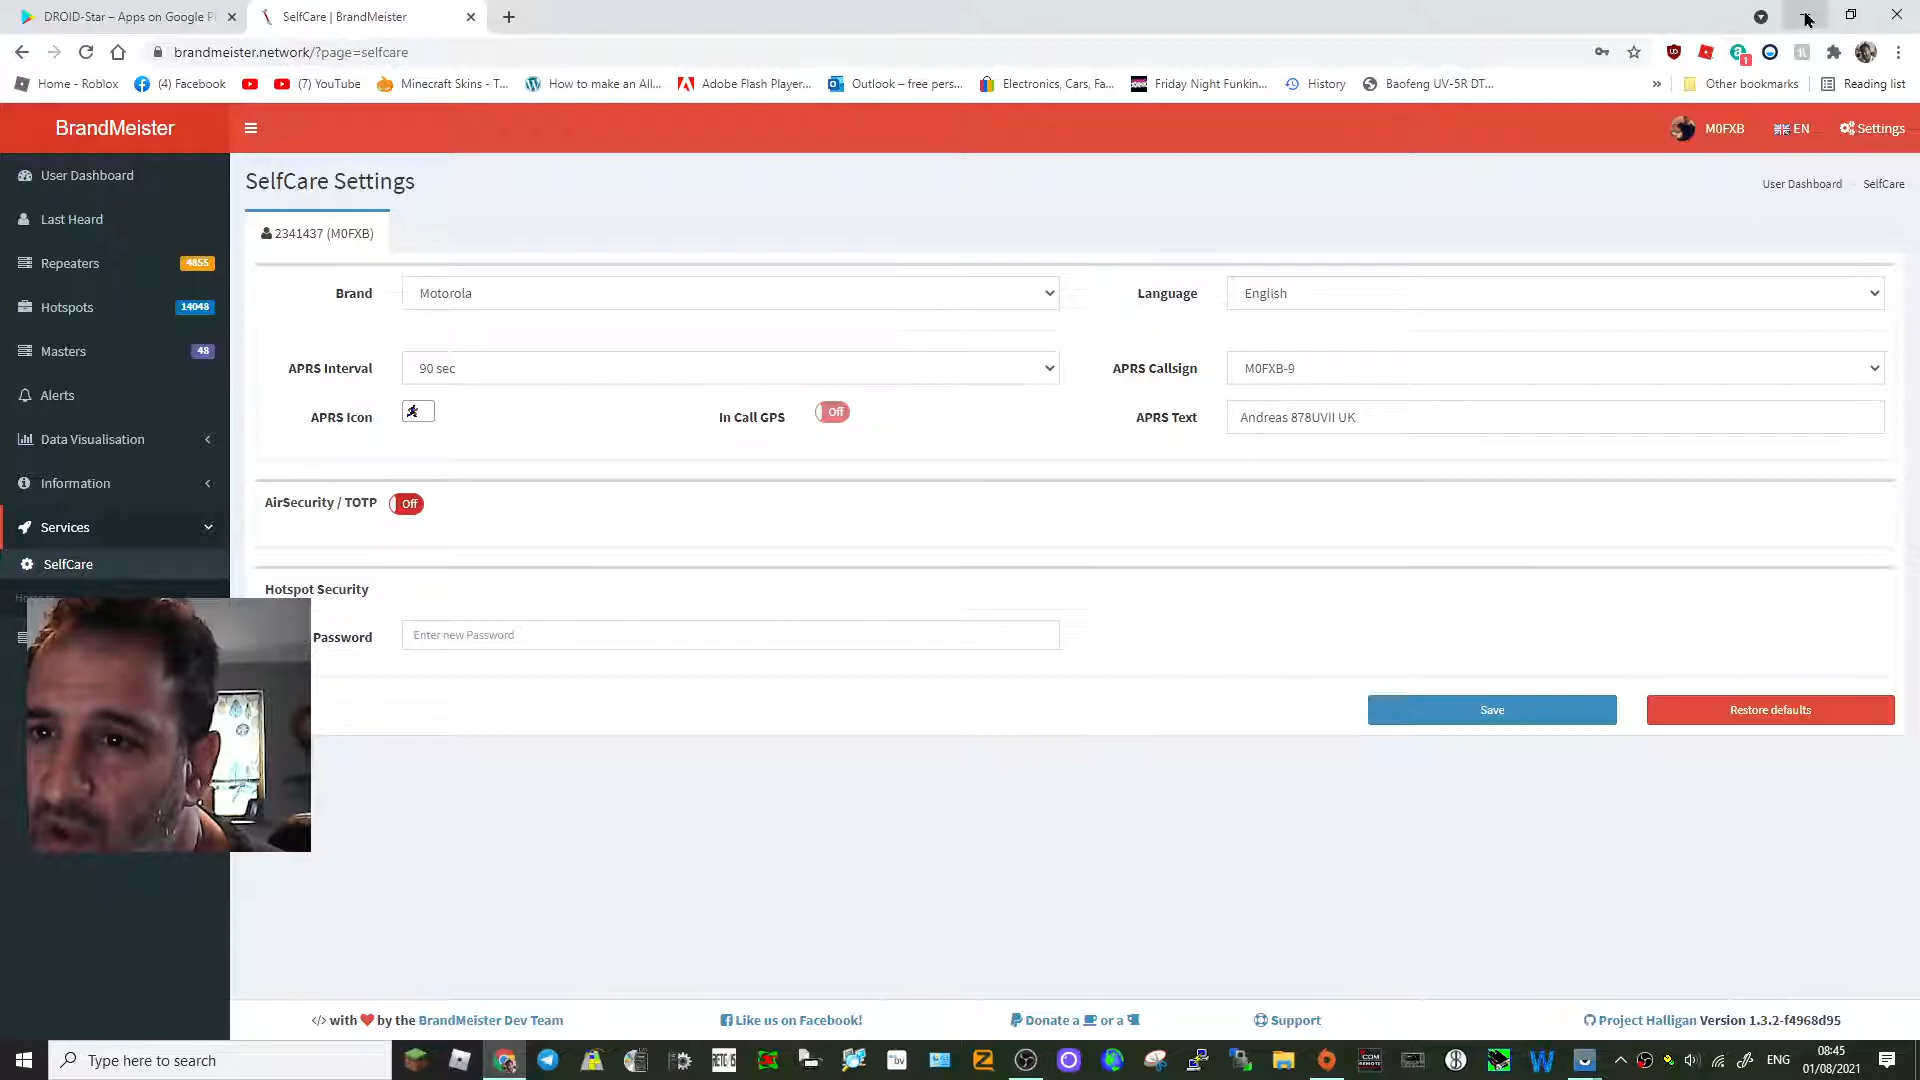 DROID-Star – Apps on Google Pl
SelfCare | BrandMeister
brandmeister.network/?page=selfcare
Home - Roblox
(4) Facebook
(7) YouTube
Minecraft Skins - T...
How to make an All...
Adobe Flash Player...
Outlook – free pers...
Electronics, Cars, Fa...
Friday Night Funkin...
History
Baofeng UV-5R DT...
»
Other bookmarks
Reading list
BrandMeister
M0FXB
EN
Settings
User Dashboard
Last Heard
Repeaters 4855
Hotspots 14048
Masters 48
Alerts
Data Visualisation
Information
Services
SelfCare
SelfCare Settings
User Dashboard
SelfCare
2341437 (M0FXB)
Brand
Motorola
Language
English
APRS Interval
90 sec
APRS Callsign
M0FXB-9
APRS Icon
In Call GPS
Off
APRS Text
Andreas 878UVII UK
AirSecurity / TOTP
Off
Hotspot Security
Password
Enter new Password
Save
Restore defaults
</> with ❤ by the BrandMeister Dev Team
Like us on Facebook!
Donate a or a
Support
Project Halligan Version 1.3.2-f4968d95
Type here to search
ENG
08:45
01/08/2021